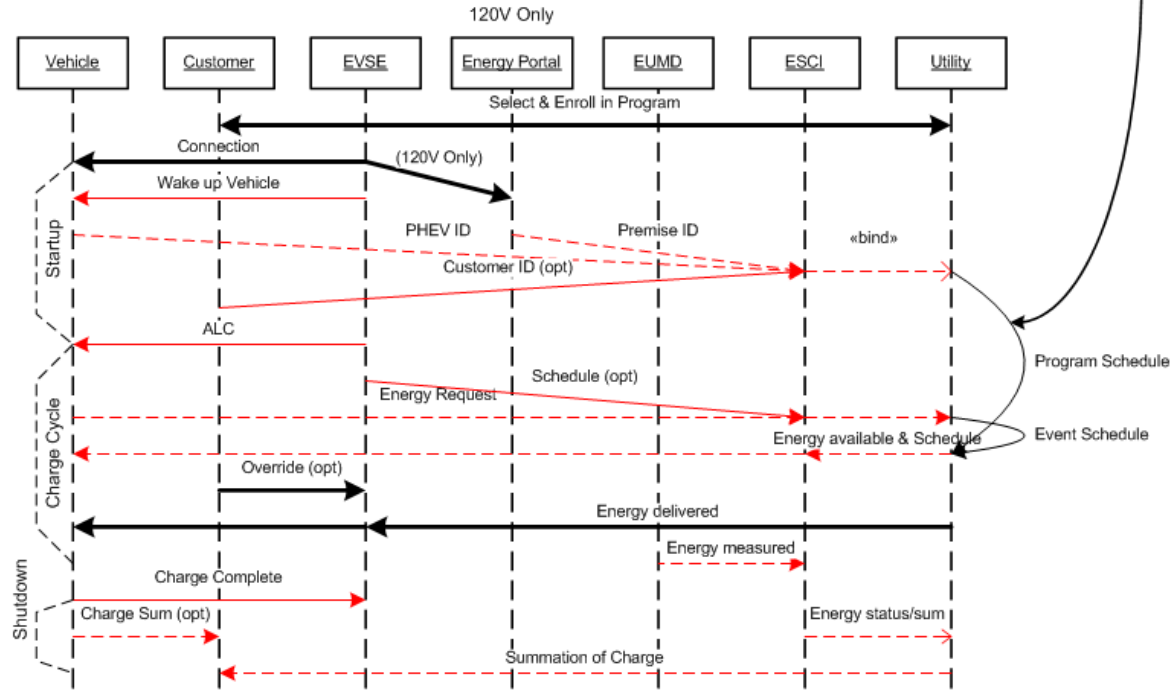 120V Only
Vehicle
Customer
EVSE
Energy Portal
EUMD
ESCI
Utility
Select & Enroll in Program
Connection
(120V Only)
Wake up Vehicle
Startup
PHEV ID
Premise ID
«bind»
Customer ID (opt)
ALC
Program Schedule
Schedule (opt)
Energy Request
Charge Cycle
Event Schedule
Energy available & Schedule
Override (opt)
Energy delivered
Energy measured
Shutdown
Charge Complete
Charge Sum (opt)
Energy status/sum
Summation of Charge